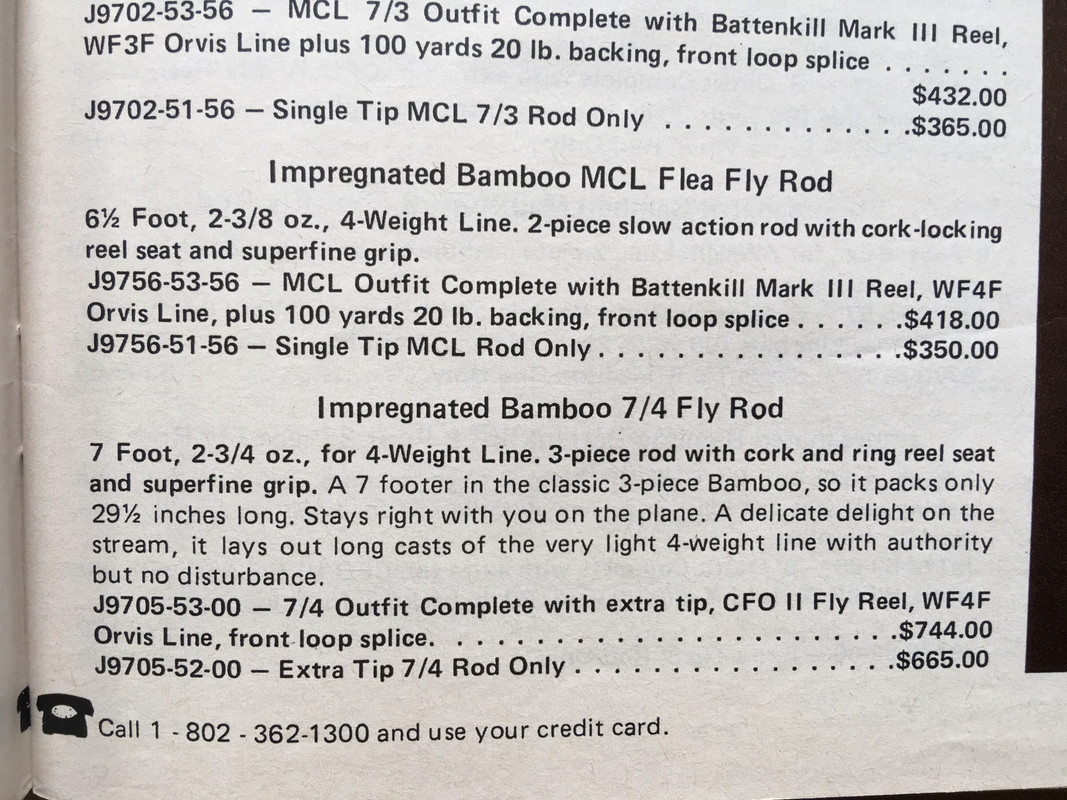 J9702-53-56 — MCL 7/3 Outfit Complete with Battenkill Mark III Reel,
WF3F Orvis Line plus 100 yards 20 lb. backing, front loop splice . . . . . . .
$432.00
J9702-51-56 — Single Tip MCL 7/3 Rod Only . . . . . . . . . . . . . .$365.00
Impregnated Bamboo MCL Flea Fly Rod
6½ Foot, 2-3/8 oz., 4-Weight Line. 2-piece slow action rod with cork-locking
reel seat and superfine grip.
J9756-53-56 — MCL Outfit Complete with Battenkill Mark III Reel, WF4F
Orvis Line, plus 100 yards 20 lb. backing, front loop splice . . . . . .$418.00
J9756-51-56 — Single Tip MCL Rod Only . . . . . . . . . . . . . . . .$350.00
Impregnated Bamboo 7/4 Fly Rod
7 Foot, 2-3/4 oz., for 4-Weight Line. 3-piece rod with cork and ring reel seat
and superfine grip. A 7 footer in the classic 3-piece Bamboo, so it packs only
29½ inches long. Stays right with you on the plane. A delicate delight on the
stream, it lays out long casts of the very light 4-weight line with authority
but no disturbance.
J9705-53-00 — 7/4 Outfit Complete with extra tip, CFO II Fly Reel, WF4F
Orvis Line, front loop splice. . . . . . . . . . . . . . . . . . . . . . .$744.00
J9705-52-00 — Extra Tip 7/4 Rod Only . . . . . . . . . . . . . . . . .$665.00
Call 1 - 802 - 362-1300 and use your credit card.